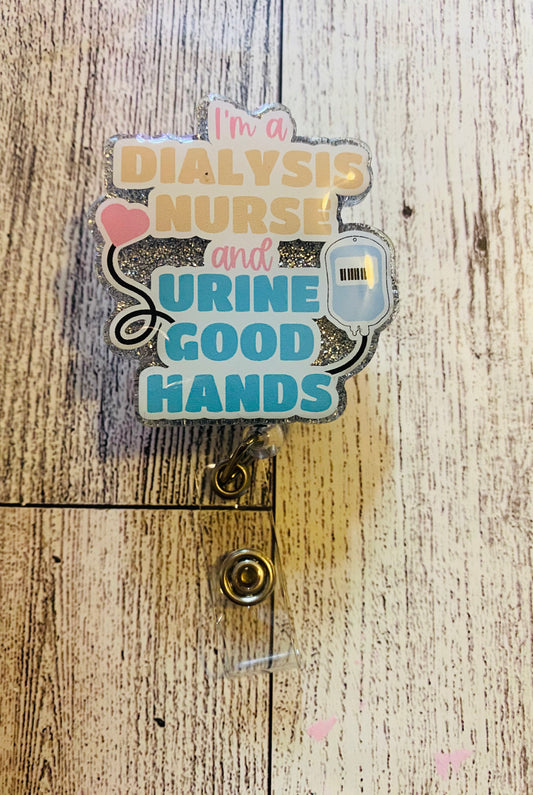 I'm a
DIALYSIS
NURSE
and
URINE
GOOD
HANDS